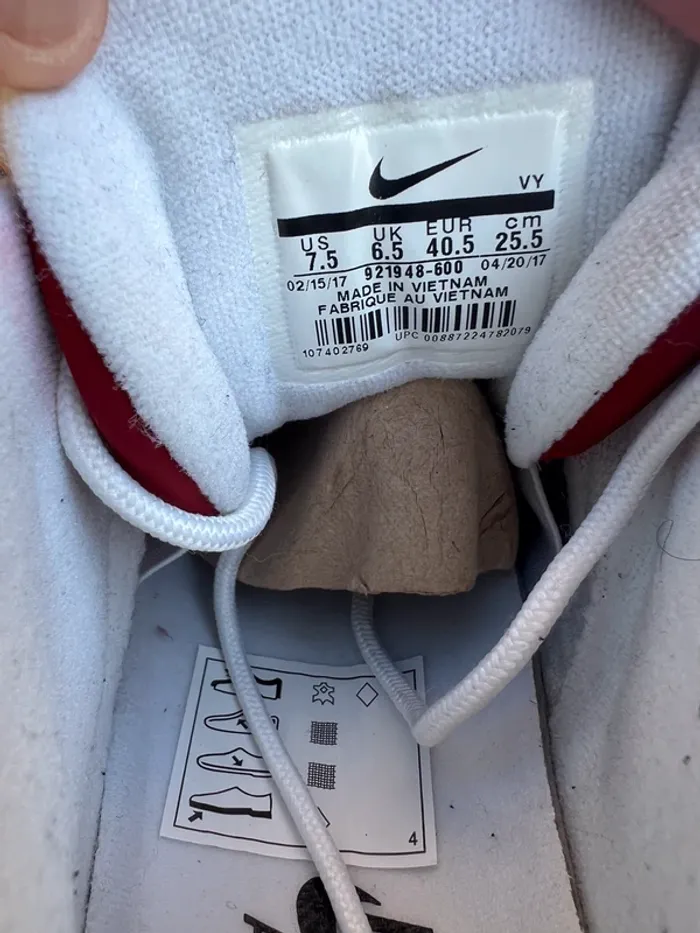 VY
US UK EUR cm
7.5 6.5 40.5 25.5
02/15/17 921948-600 04/20/17
MADE IN VIETNAM
FABRIQUE AU VIETNAM
107402769 UPC 00887224782079
4